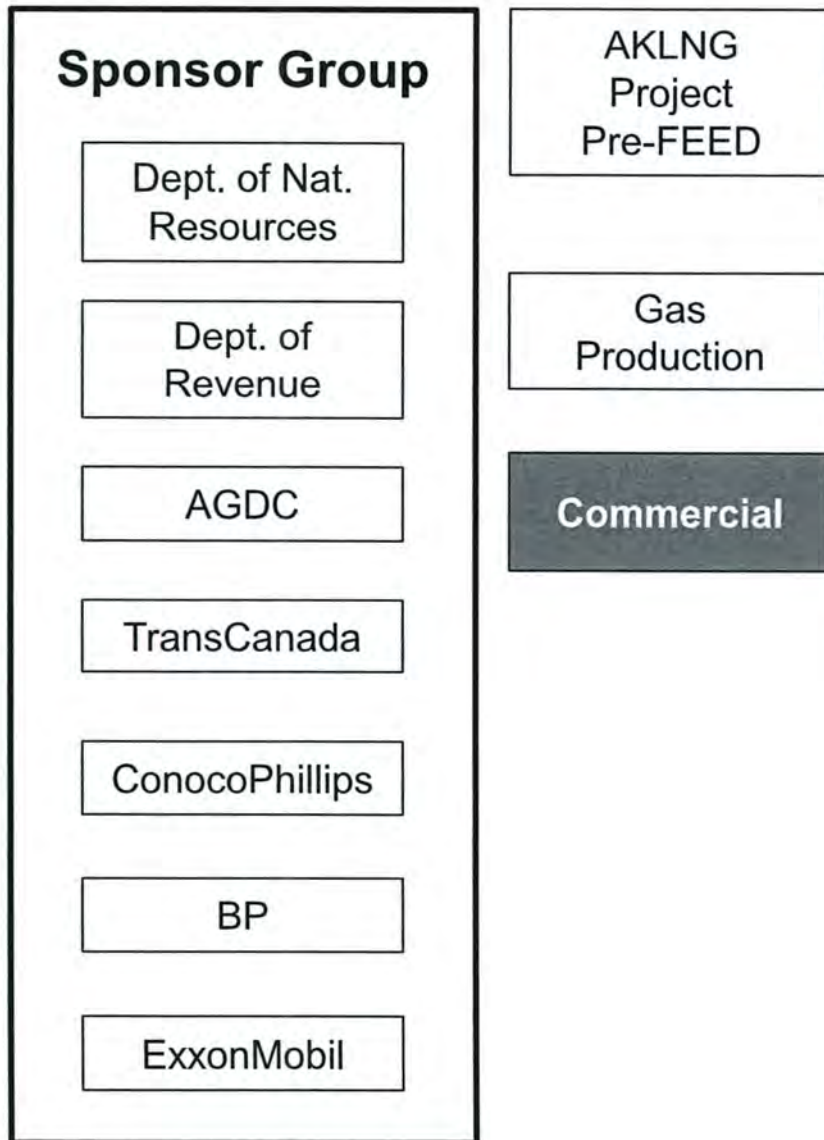 Sponsor Group
Dept. of Nat.
Resources
Dept. of
Revenue
AGDC
TransCanada
ConocoPhillips
BP
ExxonMobil
AKLNG
Project
Pre-FEED
Gas
Production
Commercial